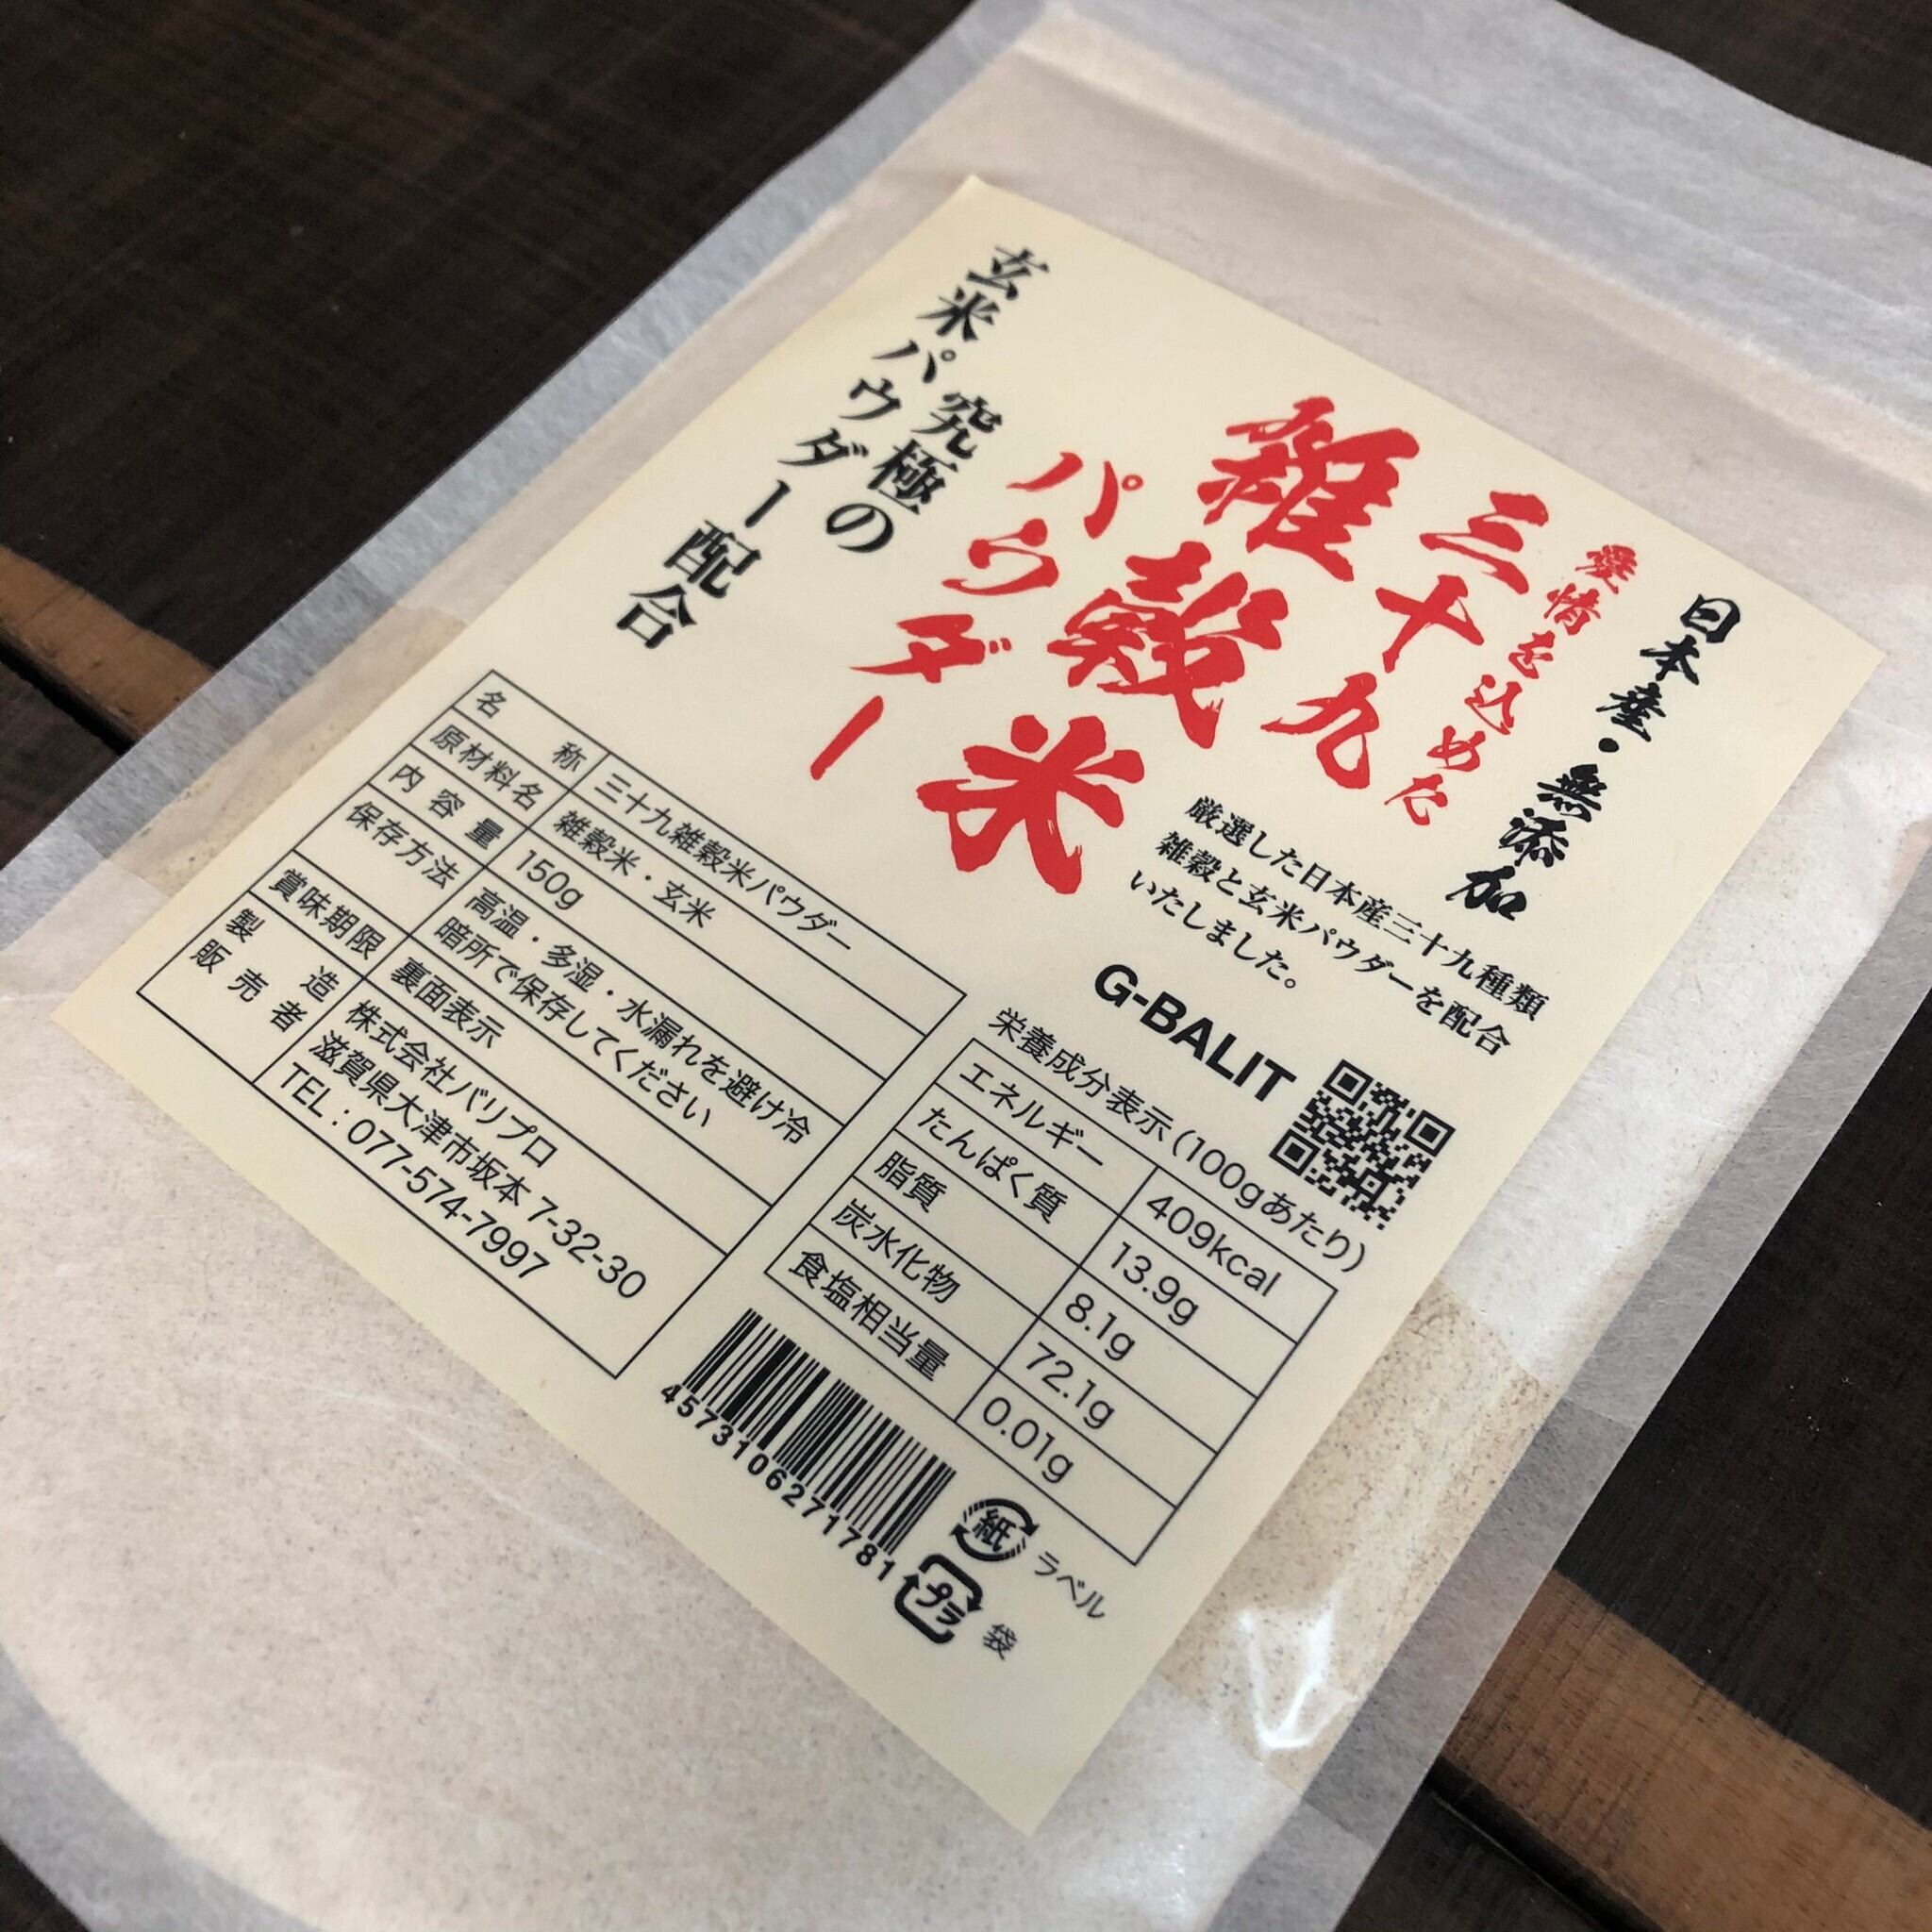 日本産・無添加
愛情を込めた
三十九
雑穀米
パウダー
究極の
玄米パウダー配合
厳選した日本産三十九種類
雑穀と玄米パウダーを配合
いたしました。
G-BALIT
名称 三十九雑穀米パウダー
原材料名 雑穀米・玄米
内容量 150g
保存方法 高温・多湿・水漏れを避け冷
暗所で保存してください
賞味期限 裏面表示
製造
販売者
株式会社バリプロ
滋賀県大津市坂本 7-32-30
TEL : 077-574-7997
栄養成分表示(100gあたり)
エネルギー 409kcal
たんぱく質 13.9g
脂質 8.1g
炭水化物 72.1g
食塩相当量 0.01g
4573106271781
紙 ラベル
プラ 袋